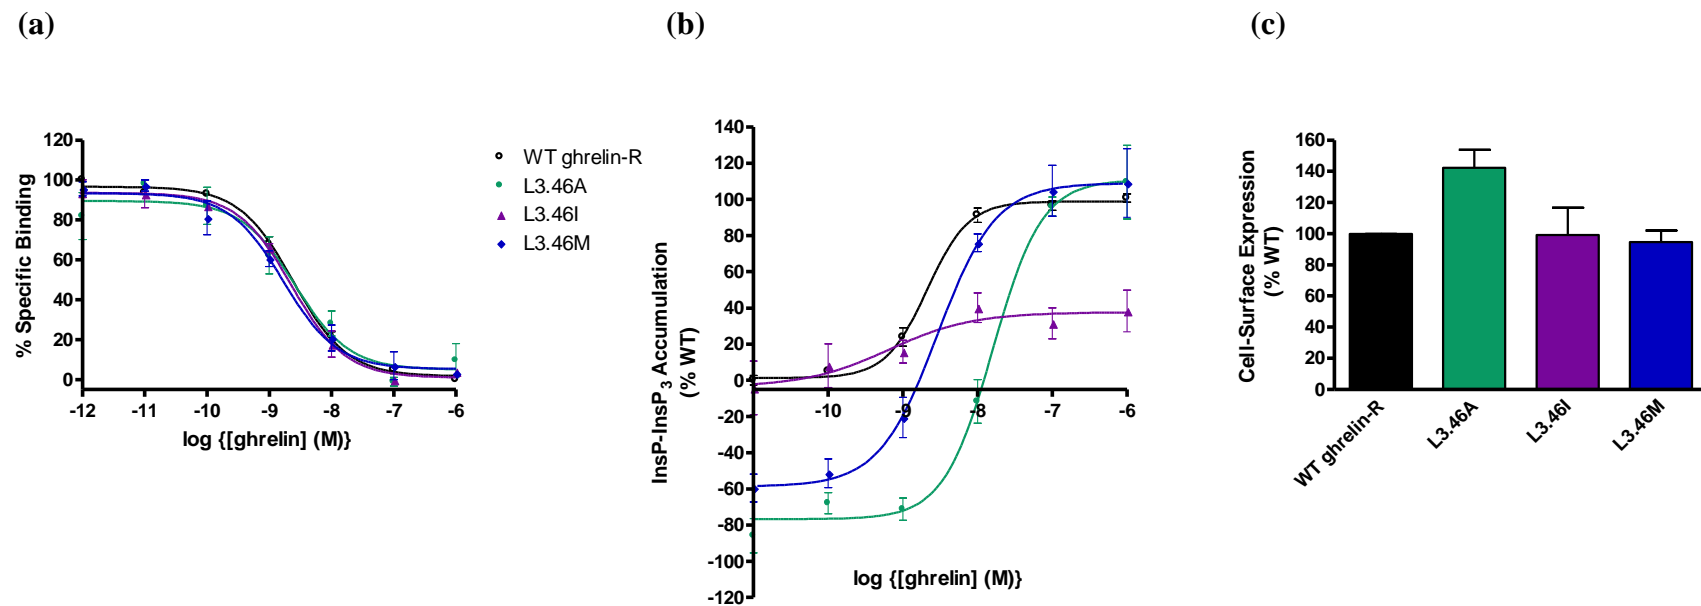 (a)
(b)
(c)
% Specific Binding
120
100
80
60
40
20
0
-12
-11
-10
-9
-8
-7
-6
log {[ghrelin] (M)}
WT ghrelin-R
L3.46A
L3.46I
L3.46M
InsP-InsP3 Accumulation
(% WT)
140
120
100
80
60
40
20
0
-20
-40
-60
-80
-100
-120
-10
-9
-8
-7
-6
log {[ghrelin] (M)}
Cell-Surface Expression
(% WT)
160
140
120
100
80
60
40
20
0
WT ghrelin-R
L3.46A
L3.46I
L3.46M